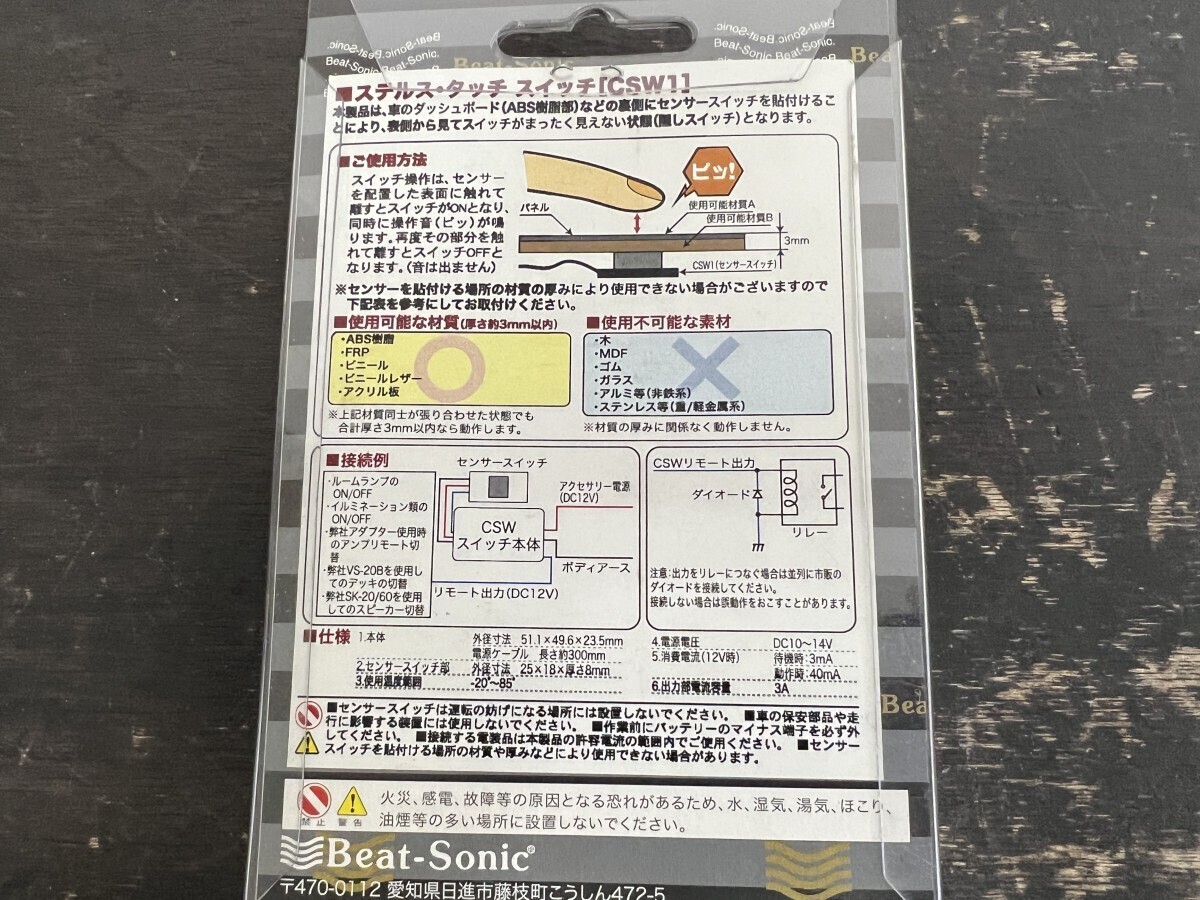 Beat-Sonic.
Beat-Sonic.
Beat-Sonic.
Beat-Sonic.
■ステルス・タッチ スイッチ[CSW1]
本製品は、車のダッシュボード(ABS樹脂部)などの裏側にセンサースイッチを貼付けるこ
とにより、表側から見てスイッチがまったく見えない状態(隠しスイッチ)となります。
■ご使用方法
スイッチ操作は、センサー
を配置した表面に触れて
離すとスイッチがONとなり、
同時に操作音(ピッ)が鳴
ります。再度その部分を触
れて離すとスイッチOFFと
なります。(音は出ません)
ピッ!
パネル
使用可能材質A
使用可能材質B
3mm
CSW1(センサースイッチ)
※センサーを貼付ける場所の材質の厚みにより使用できない場合がございますので
下記表を参考にしてお取付けください。
■使用可能な材質(厚さ約3mm以内)
・ABS樹脂
・FRP
・ビニール
・ビニールレザー
・アクリル板
※上記材質同士が張り合わせた状態でも
合計厚さ3mm以内なら動作します。
■使用不可能な素材
・木
・MDF
・ゴム
・ガラス
・アルミ等(非鉄系)
・ステンレス等(重/軽金属系)
※材質の厚みに関係なく動作しません。
■接続例
・ルームランプの
ON/OFF
・イルミネーション類の
ON/OFF
・弊社アダプター使用時
のアンプリモート切
替
・弊社VS-20Bを使用し
てのデッキの切替
・弊社SK-20/60を使用
してのスピーカー切替
センサースイッチ
アクセサリー電源
(DC12V)
CSW
スイッチ本体
ボディアース
リモート出力(DC12V)
CSWリモート出力
ダイオード
リレー
注意:出力をリレーにつなぐ場合は並列に市販の
ダイオードを接続してください。
接続しない場合は誤動作をおこすことがあります。
■仕様
1.本体 外径寸法 51.1×49.6×23.5mm
電源ケーブル 長さ約300mm
2.センサースイッチ部 外径寸法 25×18×厚さ8mm
3.使用温度範囲 -20°~85°
4.電源電圧 DC10~14V
5.消費電流(12V時) 待機時:3mA
動作時:40mA
6.出力部電流容量 3A
■センサースイッチは運転の妨げになる場所には設置しないでください。 ■車の保安部品や走
行に影響する装置には使用しないでください。 ■作業前にバッテリーのマイナス端子を必ず外
してください。 ■接続する電装品は本製品の許容電流の範囲内でご使用ください。 ■センサー
スイッチを貼付ける場所の材質や厚みなどにより使用できない場合があります。
禁止 警告
火災、感電、故障等の原因となる恐れがあるため、水、湿気、湯気、ほこり、
油煙等の多い場所に設置しないでください。
Beat-Sonic®
〒470-0112 愛知県日進市藤枝町こうしん472-5